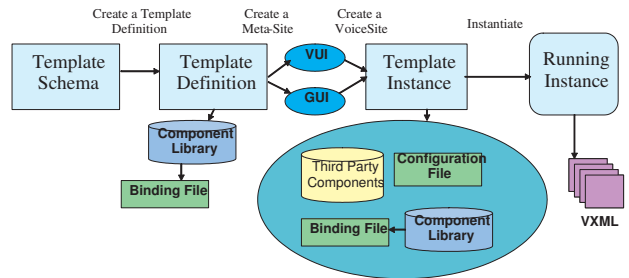 Create a Template
Definition
Create a
Meta-Site
Create a
VoiceSite
Instantiate
Template
Schema
Template
Definition
VUI
GUI
Template
Instance
Running
Instance
Component
Library
Binding File
Third Party
Components
Configuration
File
Binding File
Component
Library
VXML